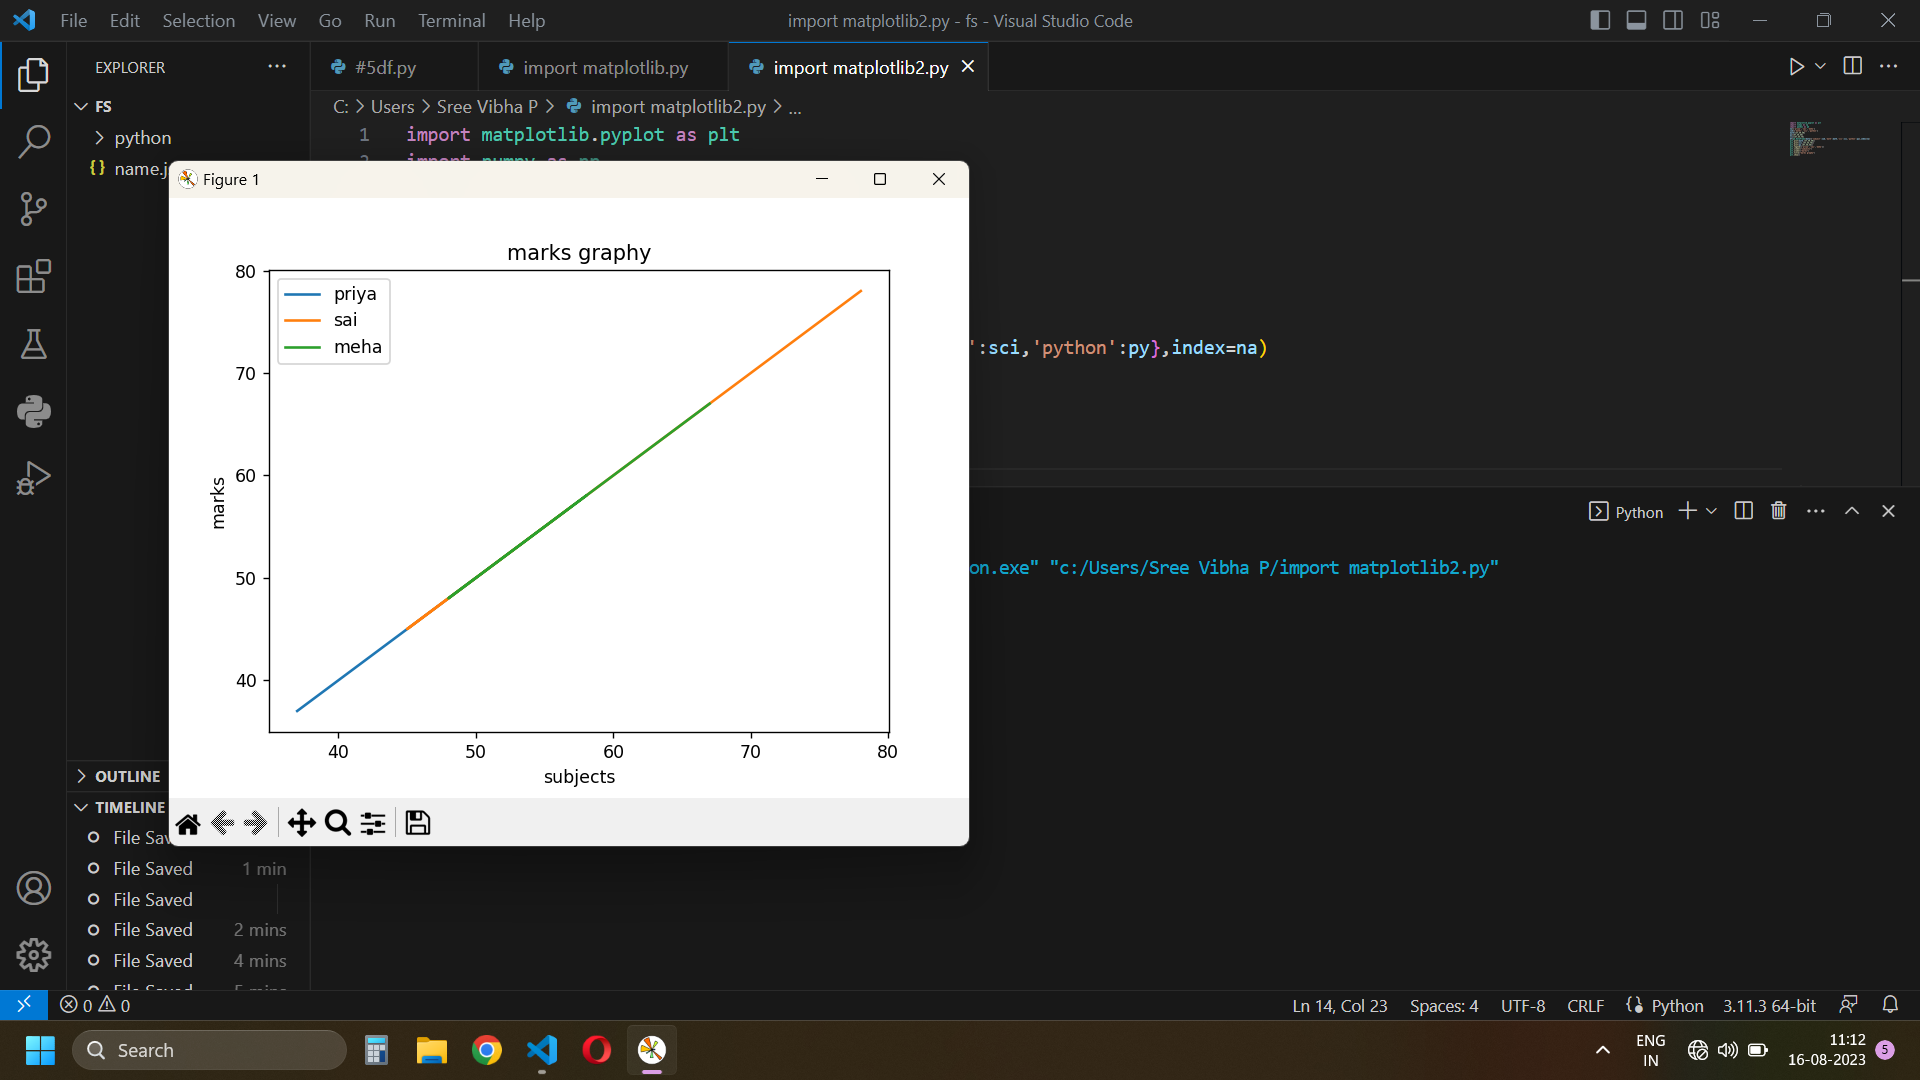 File Edit Selection View Go Run Terminal Help
import matplotlib2.py - fs - Visual Studio Code
EXPLORER
FS
python
name.j
#5df.py
import matplotlib.py
import matplotlib2.py
C: > Users > Sree Vibha P > import matplotlib2.py > ...
1 import matplotlib.pyplot as plt
':sci,'python':py},index=na)
Figure 1
marks graphy
priya
sai
meha
80
70
60
50
40
marks
40 50 60 70 80
subjects
Python
on.exe" "c:/Users/Sree Vibha P/import matplotlib2.py"
OUTLINE
TIMELINE
File Sav
File Saved 1 min
File Saved
File Saved 2 mins
File Saved 4 mins
0 0
Ln 14, Col 23 Spaces: 4 UTF-8 CRLF Python 3.11.3 64-bit
Search
ENG
IN
11:12
16-08-2023
5